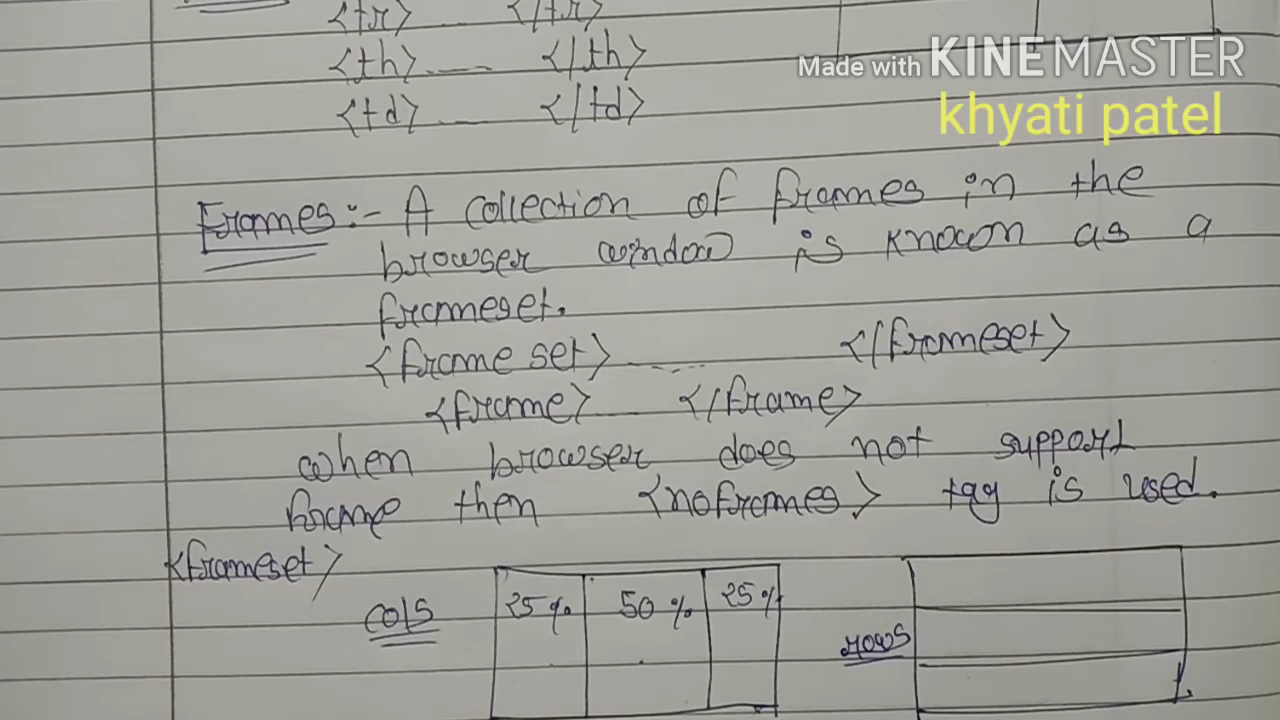 <tr> ... </tr>
<th> ...... </th>
<td> ..... </td>
Made with KINEMASTER
khyati patel
Frames :- A collection of frames in the
browser window is known as a
frameset.
<frame set> ....... </frameset>
<frame> ..... </frame>
when browser does not support
frame then <noframes> tag is used.
<frameset>
cols 25% 50% 25%
rows